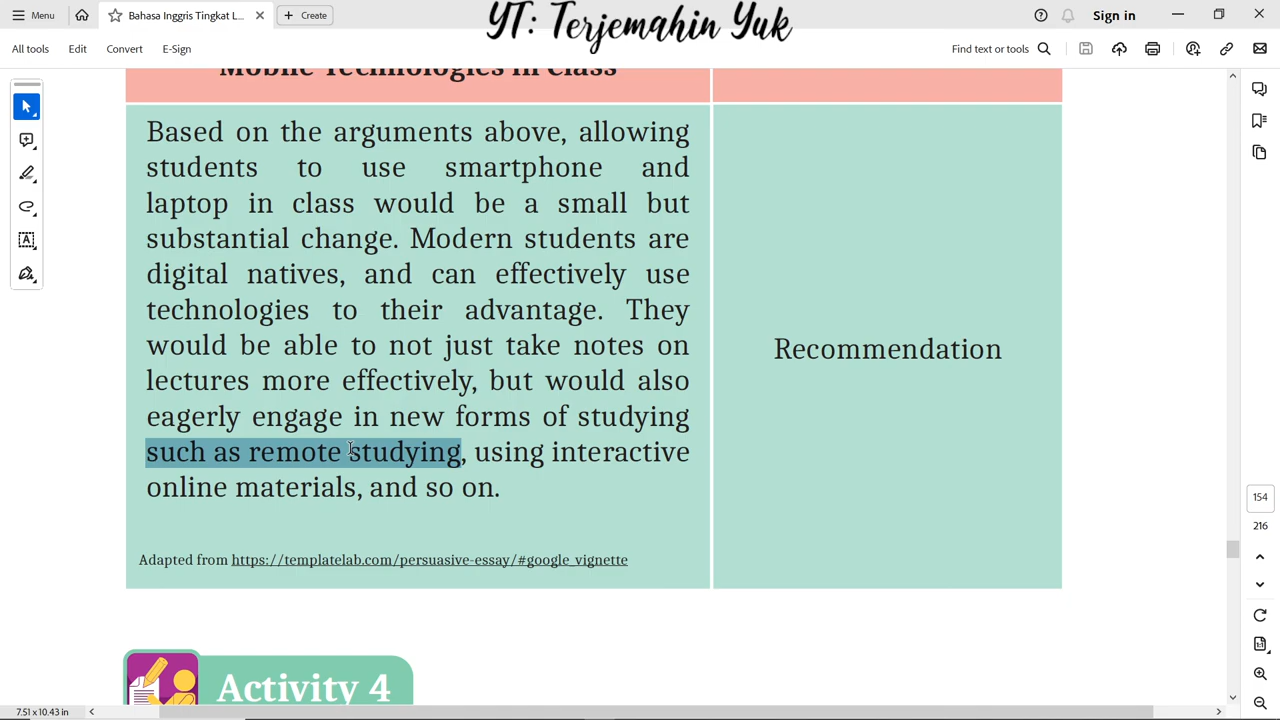 YT: Terjemahin Yuk
Menu
Bahasa Inggris Tingkat L...
Create
Sign in
All tools
Edit
Convert
E-Sign
Find text or tools
Mobile Technologies in Class
Based on the arguments above, allowing
students to use smartphone and
laptop in class would be a small but
substantial change. Modern students are
digital natives, and can effectively use
technologies to their advantage. They
would be able to not just take notes on
lectures more effectively, but would also
eagerly engage in new forms of studying
such as remote studying, using interactive
online materials, and so on.
Adapted from https://templatelab.com/persuasive-essay/#google_vignette
Recommendation
Activity 4
154
216
7.51 x 10.43 in